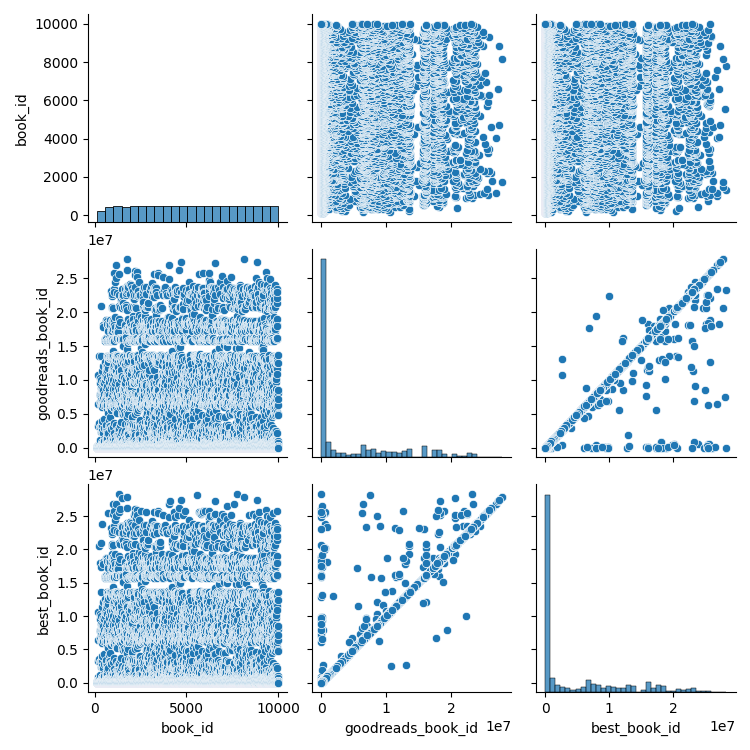 10000
8000
6000
4000
2000
0
book_id
1e7
2.5
2.0
1.5
1.0
0.5
0.0
goodreads_book_id
1e7
2.5
2.0
1.5
1.0
0.5
0.0
best_book_id
0 5000 10000 0 1 2 1e7 0 1 2 1e7
book_id goodreads_book_id best_book_id